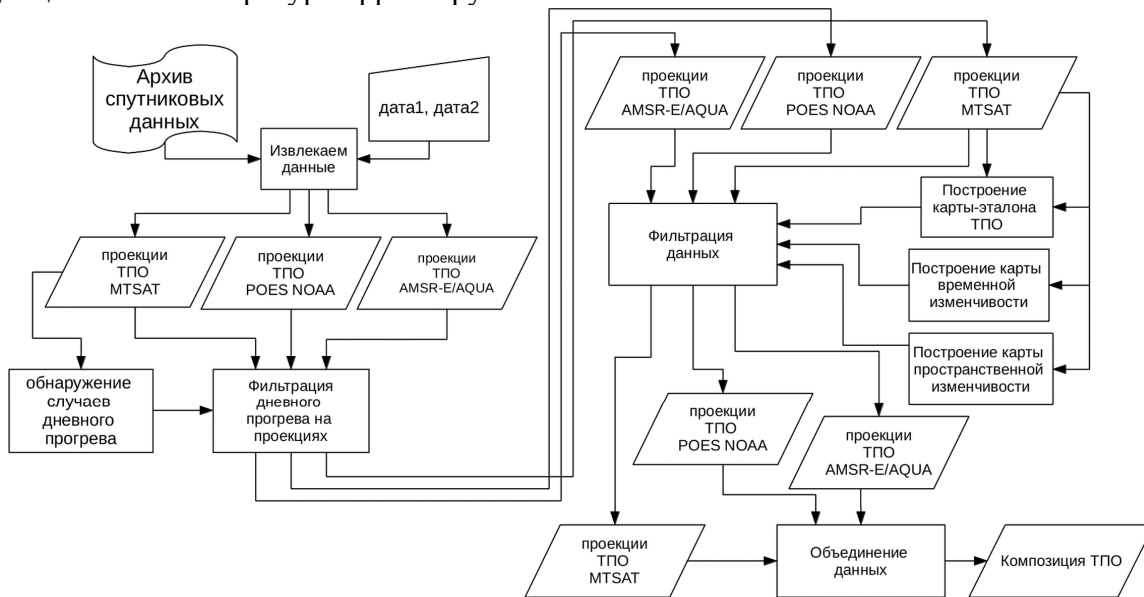 Архив
спутниковых
данных
дата1, дата2
Извлекаем
данные
проекции
ТПО
MTSAT
проекции
ТПО
POES NOAA
проекции
ТПО
AMSR-E/AQUA
обнаружение
случаев
дневного
прогрева
Фильтрация
дневного
прогрева на
проекциях
проекции
ТПО
AMSR-E/AQUA
проекции
ТПО
POES NOAA
проекции
ТПО
MTSAT
Построение
карты-эталона
ТПО
Фильтрация
данных
Построение карты
временной
изменчивости
Построение карты
пространственной
изменчивости
проекции
ТПО
POES NOAA
проекции
ТПО
AMSR-E/AQUA
проекции
ТПО
MTSAT
Объединение
данных
Композиция ТПО